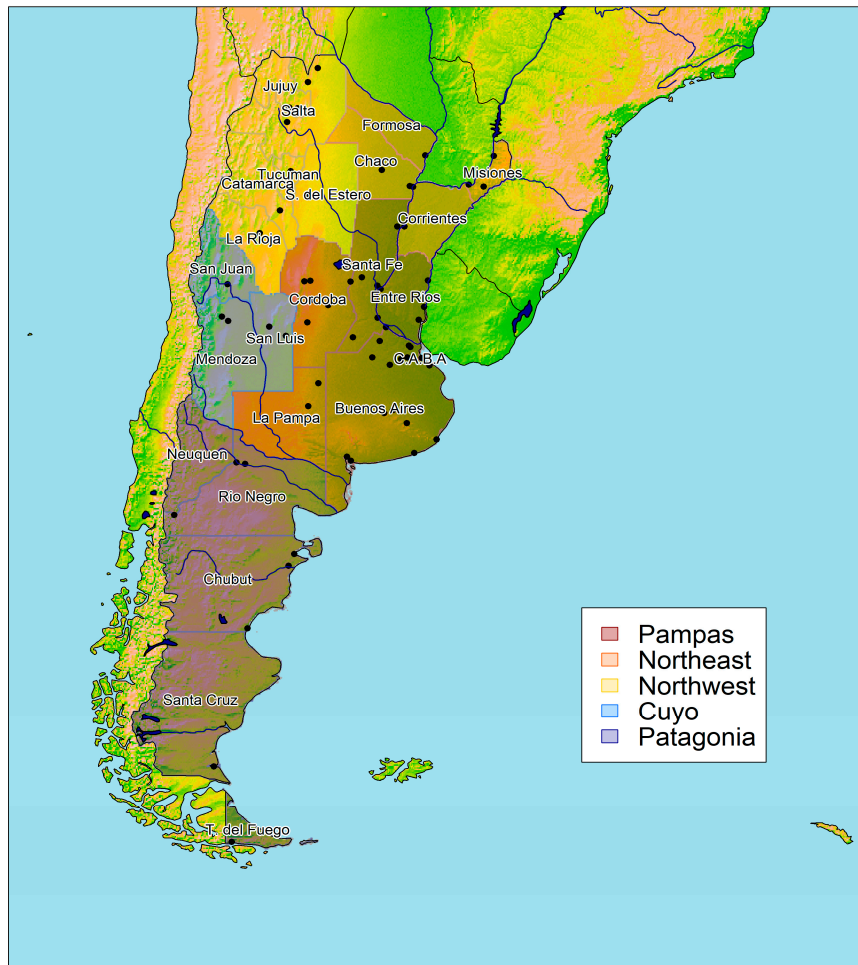 Jujuy
Salta
Formosa
Chaco
Tucuman
Misiones
Catamarca
S. del Estero
Corrientes
La Rioja
Santa Fe
San Juan
Cordoba
Entre Rios
San Luis
Mendoza
C.A.B.A
Buenos Aires
La Pampa
Neuquen
Rio Negro
Chubut
Santa Cruz
T. del Fuego
Pampas
Northeast
Northwest
Cuyo
Patagonia